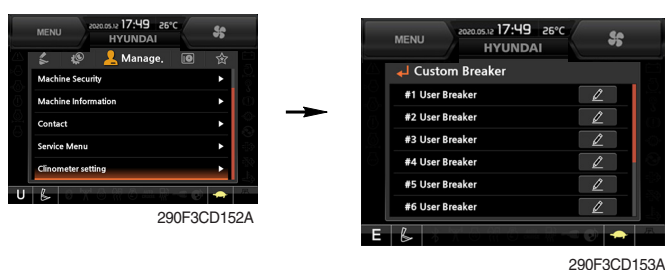 MENU
2020.05.12 17:49 26°C
HYUNDAI
Manage.
Machine Security
Machine Information
Contact
Service Menu
Clinometer setting
U
290F3CD152A
MENU
2020.05.12 17:49 26°C
HYUNDAI
Custom Breaker
#1 User Breaker
#2 User Breaker
#3 User Breaker
#4 User Breaker
#5 User Breaker
#6 User Breaker
E
290F3CD153A